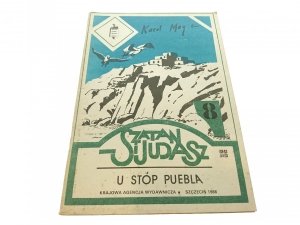 Karol May
8
SZATAN
I JUDASZ
U STÓP PUEBLA
KRAJOWA AGENCJA WYDAWNICZA SZCZECIN 1988